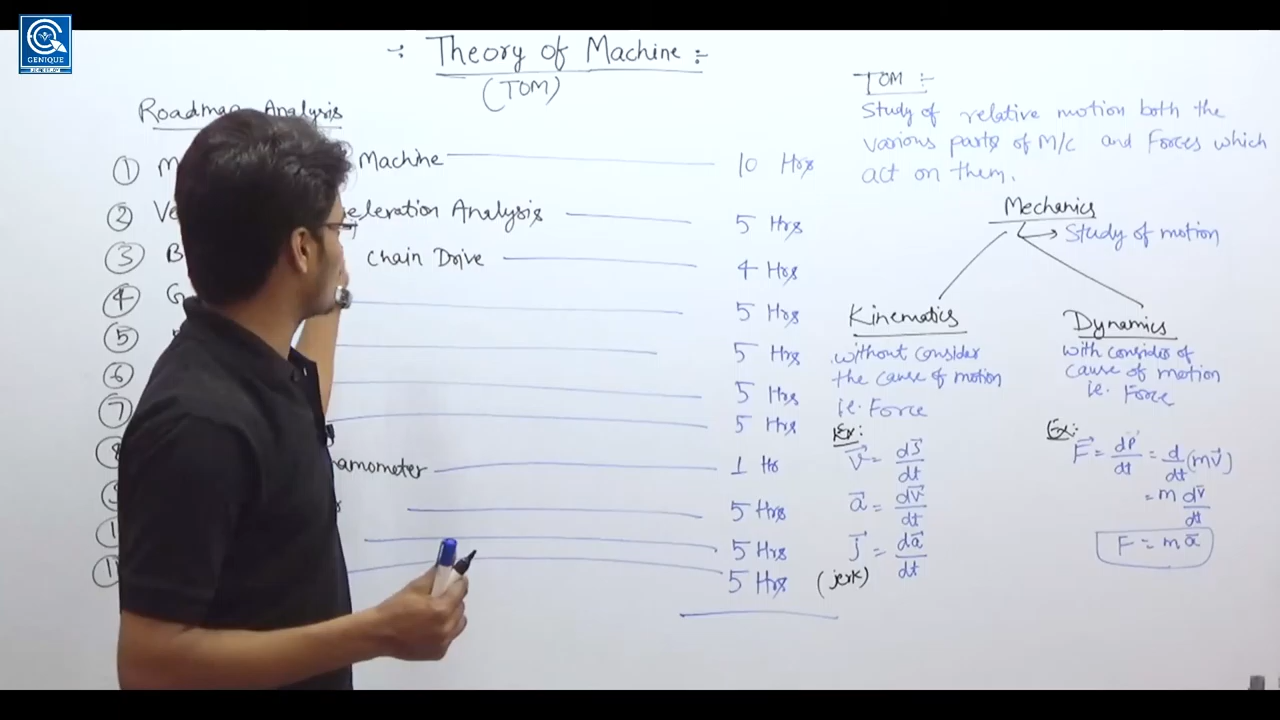 GENIQUE
-: Theory of Machine :-
(TOM)
Roadmap Analysis
① M Machine 10 Hrs
② Ve eleration Analysis 5 Hrs
③ B chain Drive 4 Hrs
④ G 5 Hrs
⑤ 5 Hrs
⑥ 5 Hrs
⑦ 5 Hrs
⑧ namometer 1 Hr
5 Hrs
5 Hrs
5 Hrs
TOM :-
Study of relative motion both the
various parts of M/c and Forces which
act on them.
Mechanics
→ Study of motion
Kinematics
without consider
the cause of motion
ie. Force
Ex:
v⃗ = ds⃗/dt
a⃗ = dv⃗/dt
J⃗ = da⃗/dt
(jerk)
Dynamics
with consider of
cause of motion
ie. Force
Ex:
F⃗ = dP⃗/dt = d/dt (mv⃗)
= m dv⃗/dt
F = ma⃗